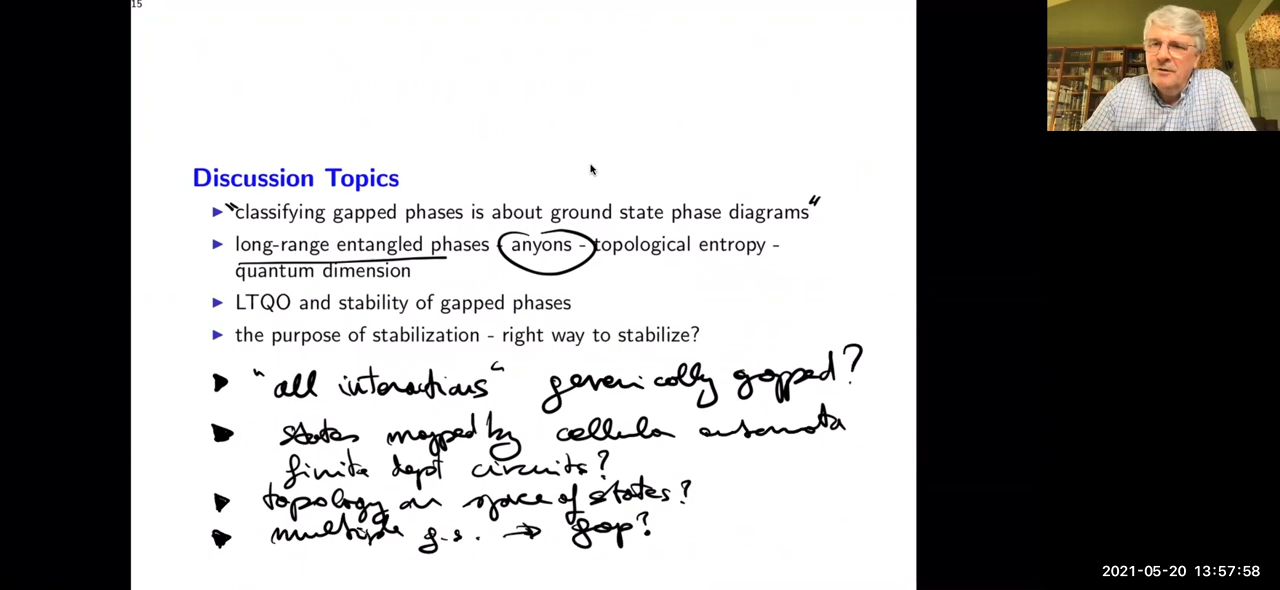 15
Discussion Topics
"classifying gapped phases is about ground state phase diagrams"
long-range entangled phases - anyons - topological entropy -
quantum dimension
LTQO and stability of gapped phases
the purpose of stabilization - right way to stabilize?
"all interactions" generically gapped?
states mapped by cellular automata
finite dept circuits?
topology on space of states?
multiple g.s. ⇒ gap?
2021-05-20 13:57:58